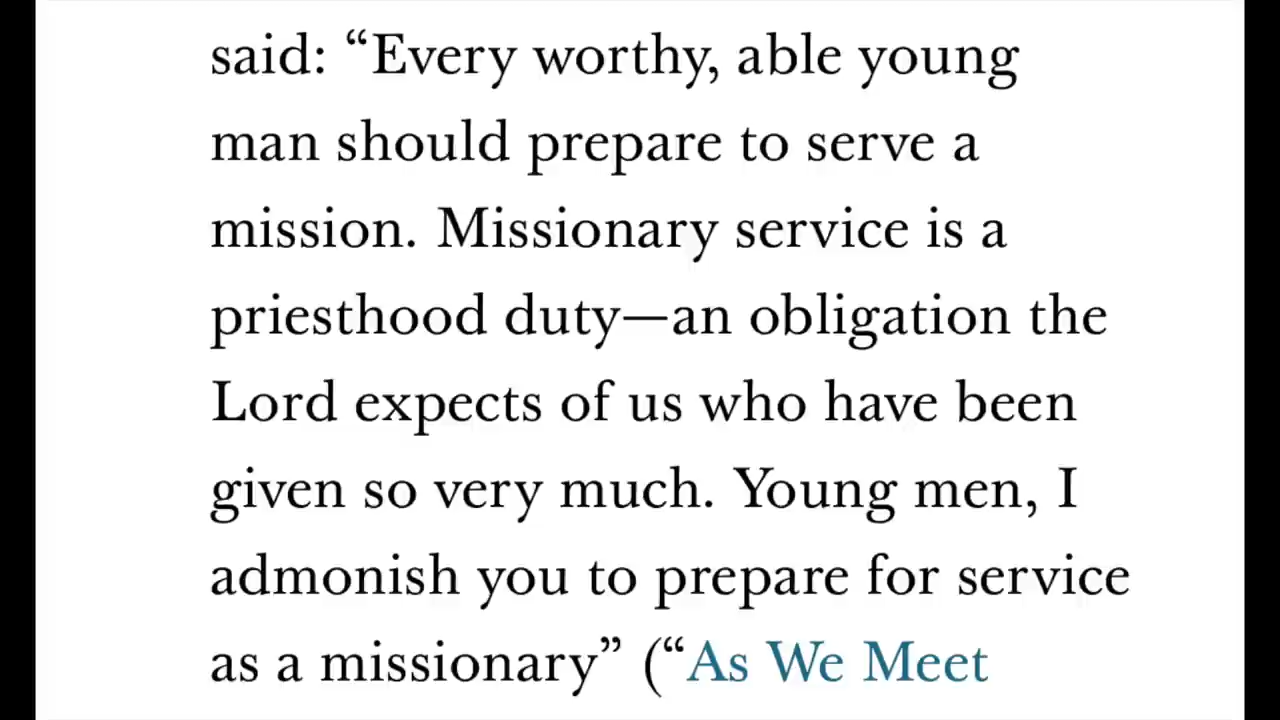 said: “Every worthy, able young
man should prepare to serve a
mission. Missionary service is a
priesthood duty—an obligation the
Lord expects of us who have been
given so very much. Young men, I
admonish you to prepare for service
as a missionary” (“As We Meet